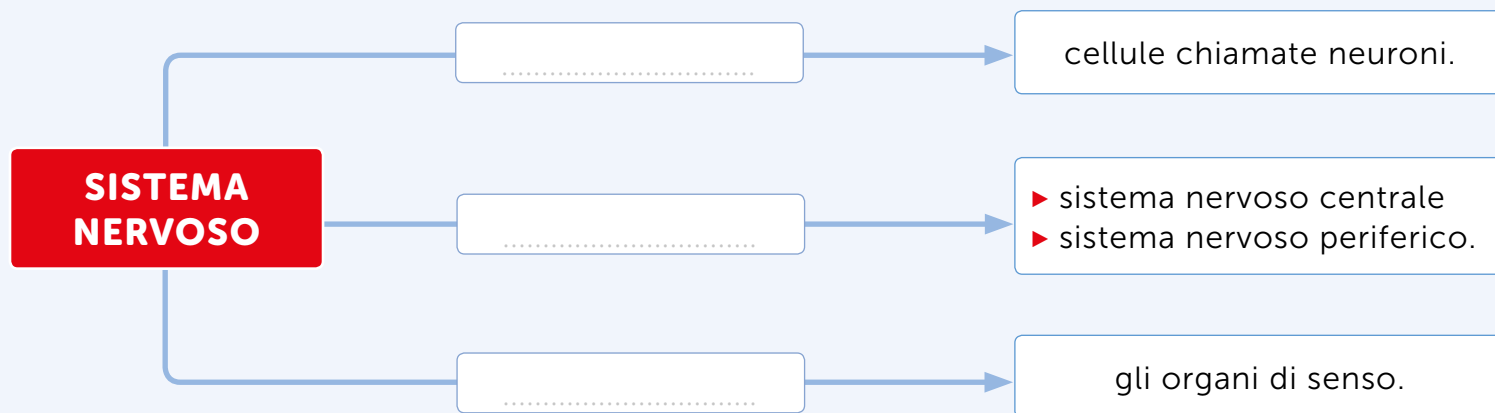 cellule chiamate neuroni.
SISTEMA
NERVOSO
▶ sistema nervoso centrale
▶ sistema nervoso periferico.
gli organi di senso.